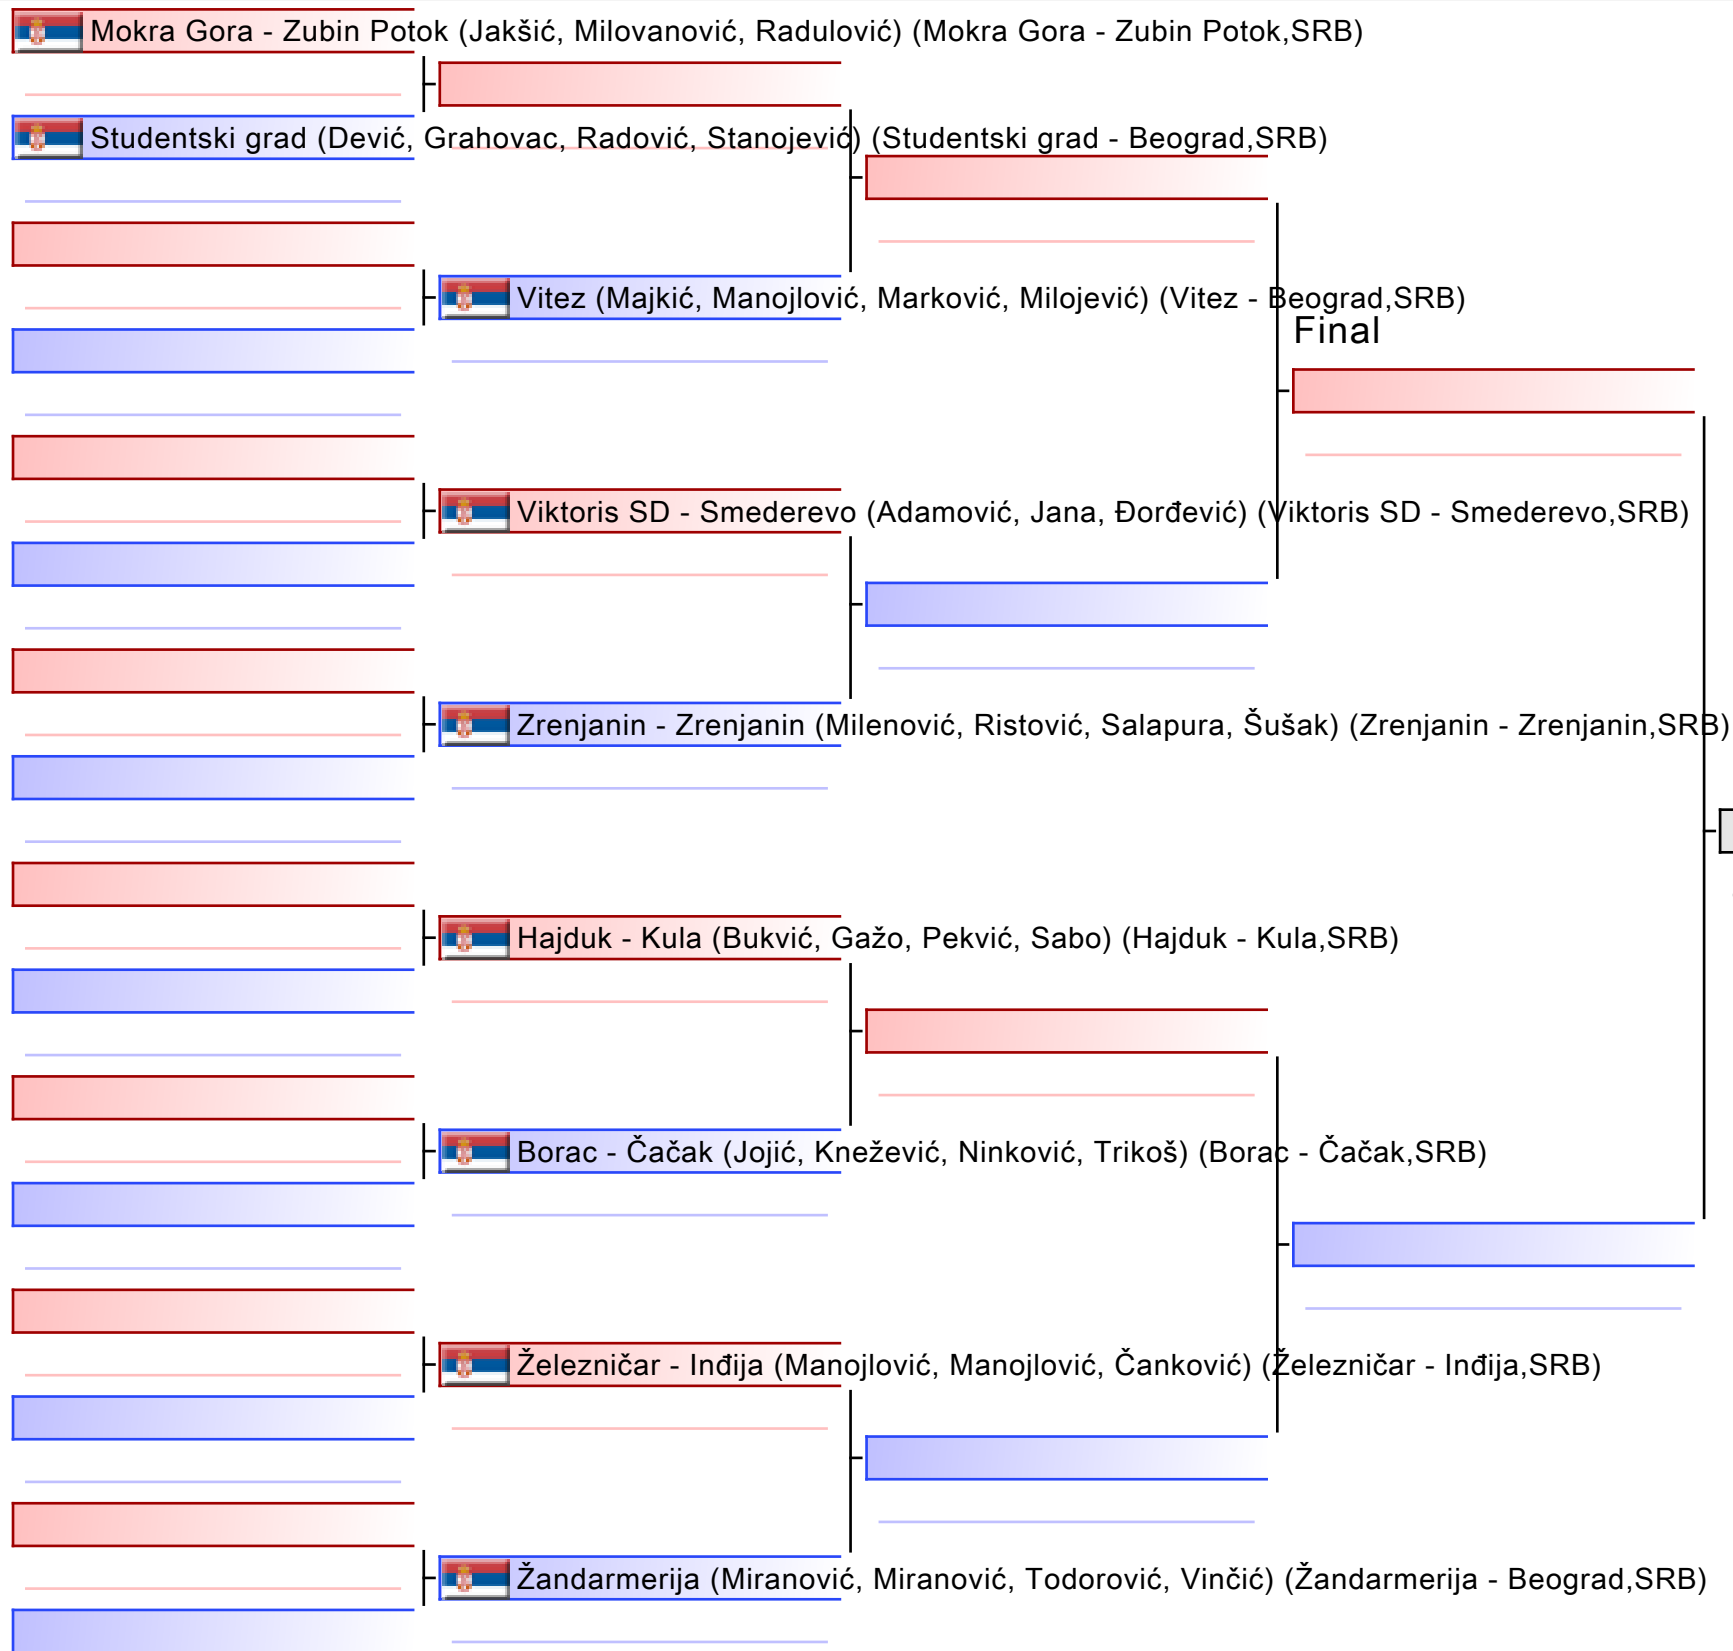 Mokra Gora - Zubin Potok (Jakšić, Milovanović, Radulović) (Mokra Gora - Zubin Potok,SRB)
Studentski grad (Dević, Grahovac, Radović, Stanojević) (Studentski grad - Beograd,SRB)
Vitez (Majkić, Manojlović, Marković, Milojević) (Vitez - Beograd,SRB)
Final
Viktoris SD - Smederevo (Adamović, Jana, Đorđević) (Viktoris SD - Smederevo,SRB)
Zrenjanin - Zrenjanin (Milenović, Ristović, Salapura, Šušak) (Zrenjanin - Zrenjanin,SRB)
Hajduk - Kula (Bukvić, Gažo, Pekvić, Sabo) (Hajduk - Kula,SRB)
Borac - Čačak (Jojić, Knežević, Ninković, Trikoš) (Borac - Čačak,SRB)
Železničar - Inđija (Manojlović, Manojlović, Čanković) (Železničar - Inđija,SRB)
Žandarmerija (Miranović, Miranović, Todorović, Vinčić) (Žandarmerija - Beograd,SRB)